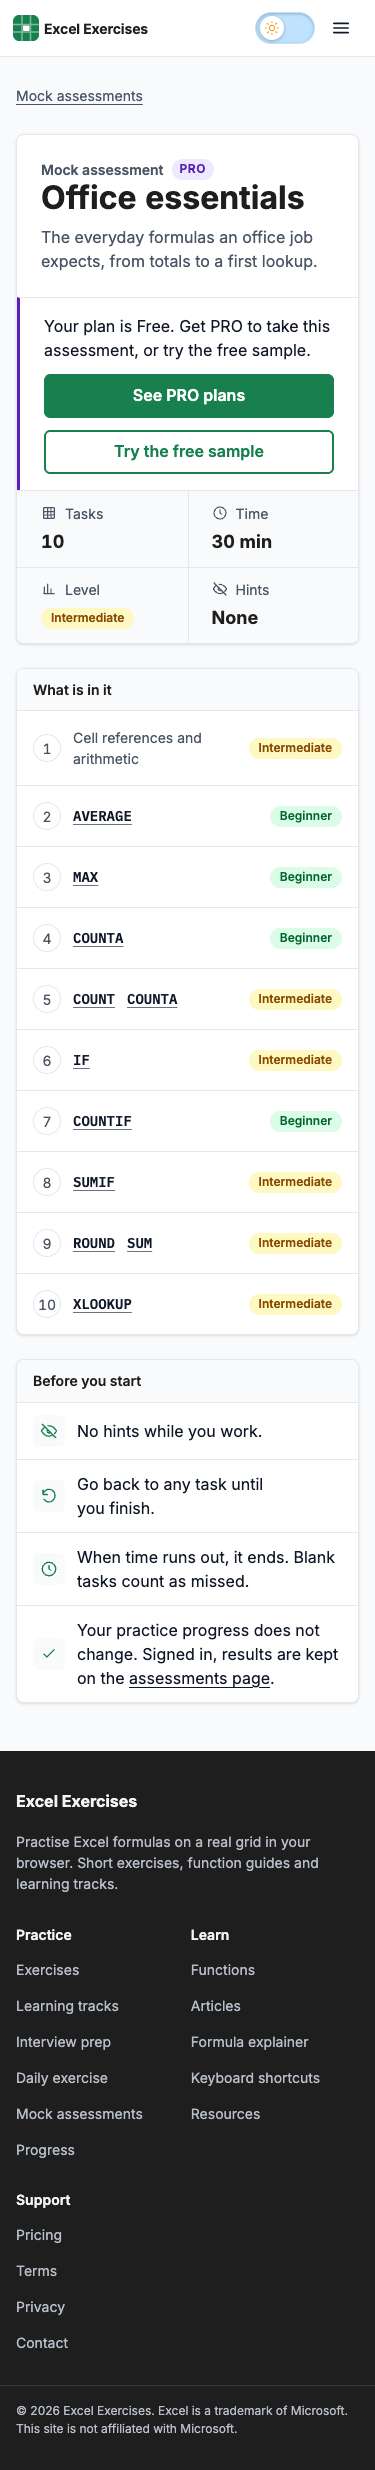 Excel Exercises
Mock assessments
Mock assessment PRO
Office essentials
The everyday formulas an office job
expects, from totals to a first lookup.
Your plan is Free. Get PRO to take this
assessment, or try the free sample.
See PRO plans
Try the free sample
Tasks
10
Time
30 min
Level
Intermediate
Hints
None
What is in it
1 Cell references and
arithmetic Intermediate
2 AVERAGE Beginner
3 MAX Beginner
4 COUNTA Beginner
5 COUNT COUNTA Intermediate
6 IF Intermediate
7 COUNTIF Beginner
8 SUMIF Intermediate
9 ROUND SUM Intermediate
10 XLOOKUP Intermediate
Before you start
No hints while you work.
Go back to any task until
you finish.
When time runs out, it ends. Blank
tasks count as missed.
Your practice progress does not
change. Signed in, results are kept
on the assessments page.
Excel Exercises
Practise Excel formulas on a real grid in your
browser. Short exercises, function guides and
learning tracks.
Practice
Exercises
Learning tracks
Interview prep
Daily exercise
Mock assessments
Progress
Learn
Functions
Articles
Formula explainer
Keyboard shortcuts
Resources
Support
Pricing
Terms
Privacy
Contact
© 2026 Excel Exercises. Excel is a trademark of Microsoft.
This site is not affiliated with Microsoft.